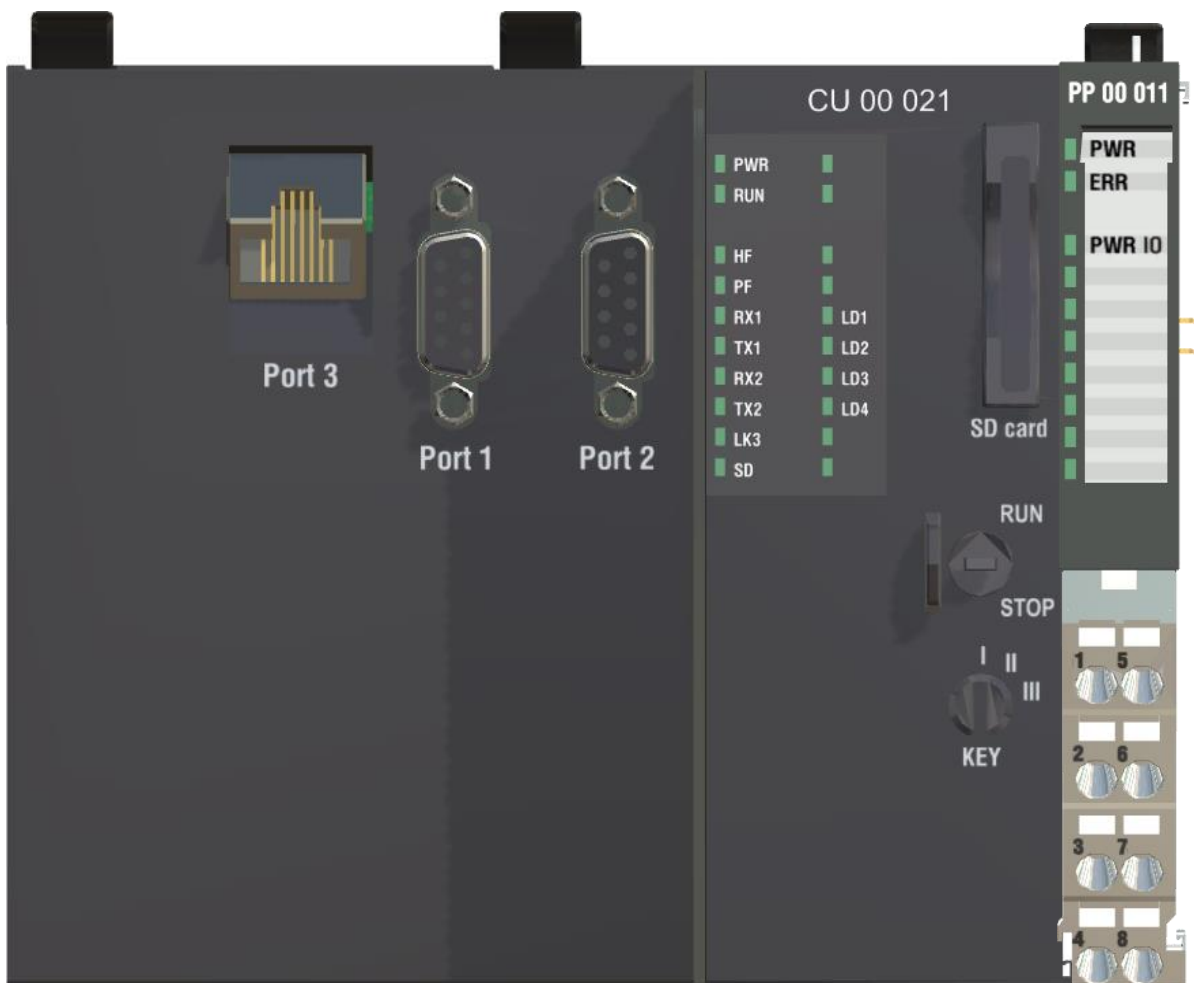 CU 00 021
PP 00 011
PWR
RUN
HF
PF
RX1
TX1
RX2
TX2
LK3
SD
LD1
LD2
LD3
LD4
PWR
ERR
PWR IO
Port 3
Port 1
Port 2
SD card
RUN
STOP
I
II
III
KEY
1 5
2 6
3 7
4 8